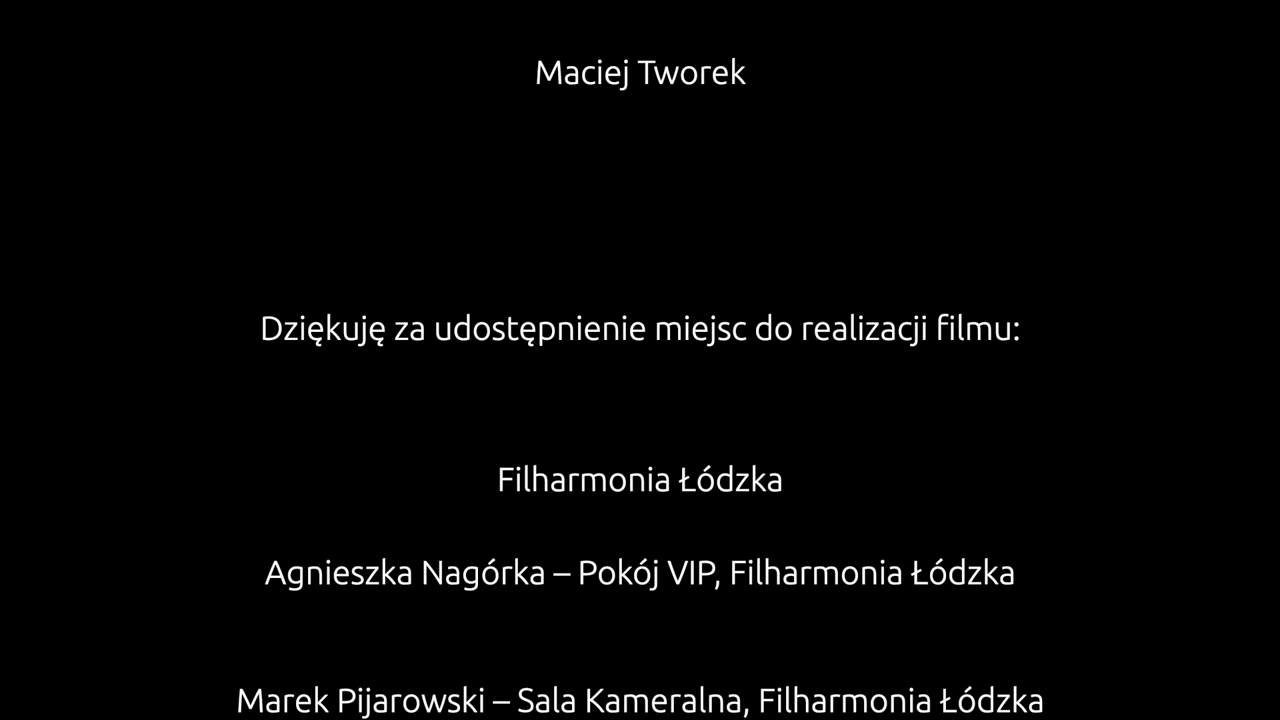 Maciej Tworek
Dziękuję za udostępnienie miejsc do realizacji filmu:
Filharmonia Łódzka
Agnieszka Nagórka – Pokój VIP, Filharmonia Łódzka
Marek Pijarowski – Sala Kameralna, Filharmonia Łódzka